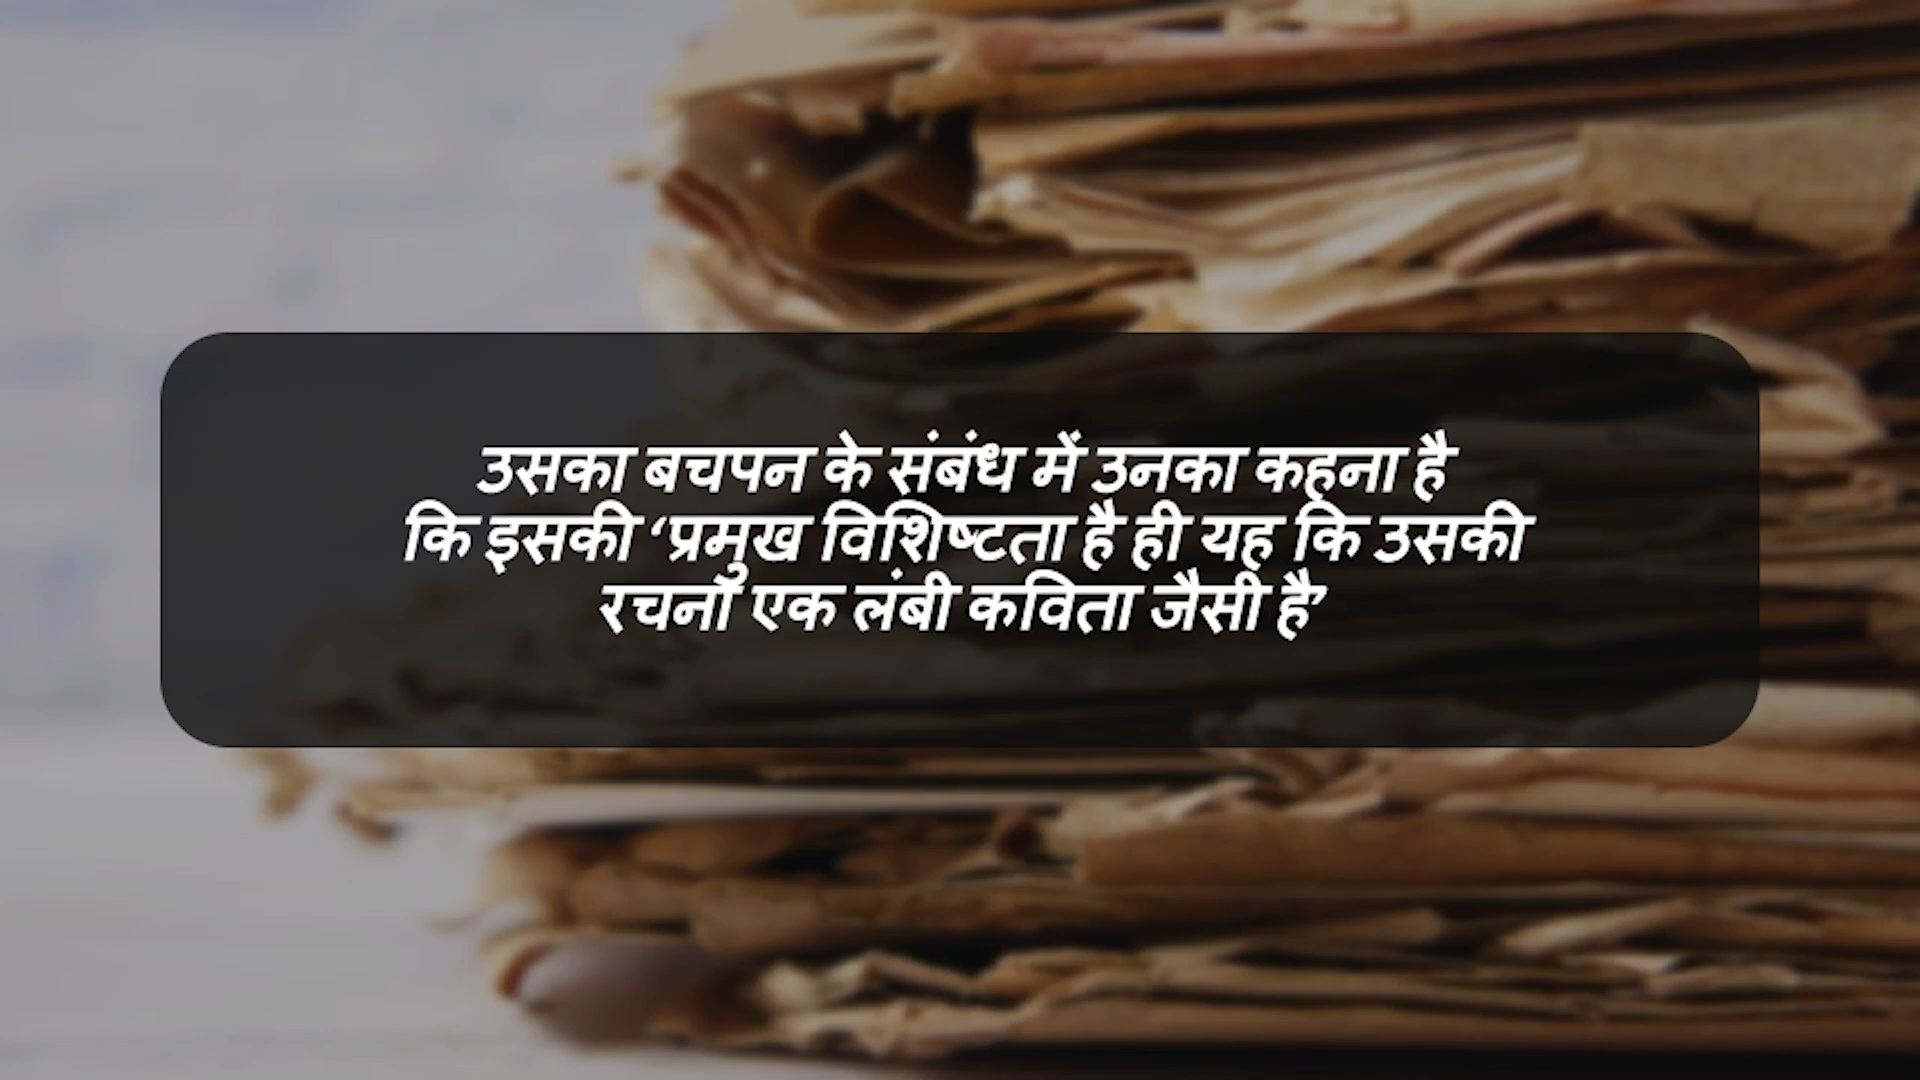 उसका बचपन के संबंध में उनका कहना है
कि इसकी ‘प्रमुख विशिष्टता है ही यह कि उसकी
रचना एक लंबी कविता जैसी है’